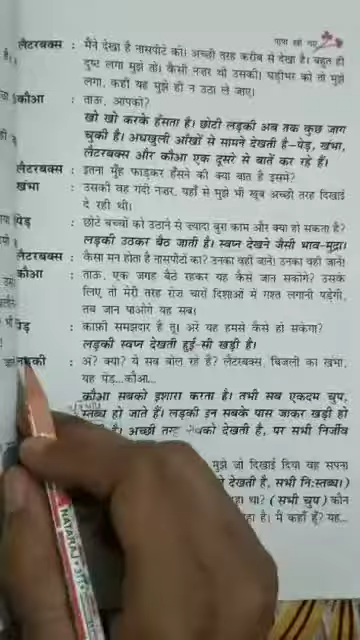 पापा खो गए
लैटरबक्स : मैंने देखा है नासपीटे को। अच्छी तरह करीब से देखा है। बहुत ही
दुष्ट लगा मुझे तो। कैसी नज़र थी उसकी। घड़ीभर को तो मुझे
लगा, कहीं यह मुझे ही न उठा ले जाए।
कौआ : ताऊ, आपको?
खो खो करके हँसता है। छोटी लड़की अब तक कुछ जाग
चुकी है। अधखुली आँखों से सामने देखती है-पेड़, खंभा,
लैटरबक्स और कौआ एक दूसरे से बातें कर रहे हैं।
लैटरबक्स : इतना मुँह फाड़कर हँसने की क्या बात है इसमें?
खंभा : उसकी वह गंदी नज़र, यहाँ से मुझे भी खूब अच्छी तरह दिखाई
दे रही थी।
पेड़ : छोटे बच्चों को उठाने से ज़्यादा बुरा काम और क्या हो सकता है?
लड़की उठकर बैठ जाती है। स्वप्न देखने जैसी भाव-मुद्रा।
लैटरबक्स : कैसा मन होता है नासपीटों का? उनका वही जानें! उनका वही जानें!
कौआ : ताऊ, एक जगह बैठे रहकर यह कैसे जान सकोगे? उसके
लिए तो मेरी तरह रोज़ चारों दिशाओं में गश्त लगानी पड़ेगी,
तब जान पाओगे यह सब।
पेड़ : काफ़ी समझदार है तू। अरे यह हमसे कैसे हो सकेगा?
लड़की स्वप्न देखती हुई-सी खड़ी है।
लड़की : अँ? क्या? ये सब बोल रहे हैं? लैटरबक्स, बिजली का खंभा,
यह पेड़...कौआ...
कौआ सबको इशारा करता है। तभी सब एकदम चुप,
स्तब्ध हो जाते हैं। लड़की इन सबके पास जाकर खड़ी हो
है। अच्छी तरह को देखती है, पर सभी निर्जीव
मुझे जो दिखाई दिया वह सपना
देखती है, सभी नि:स्तब्ध।)
था? (सभी चुप) कौन
है। मैं कहाँ हूँ? यह...
NATARAJ